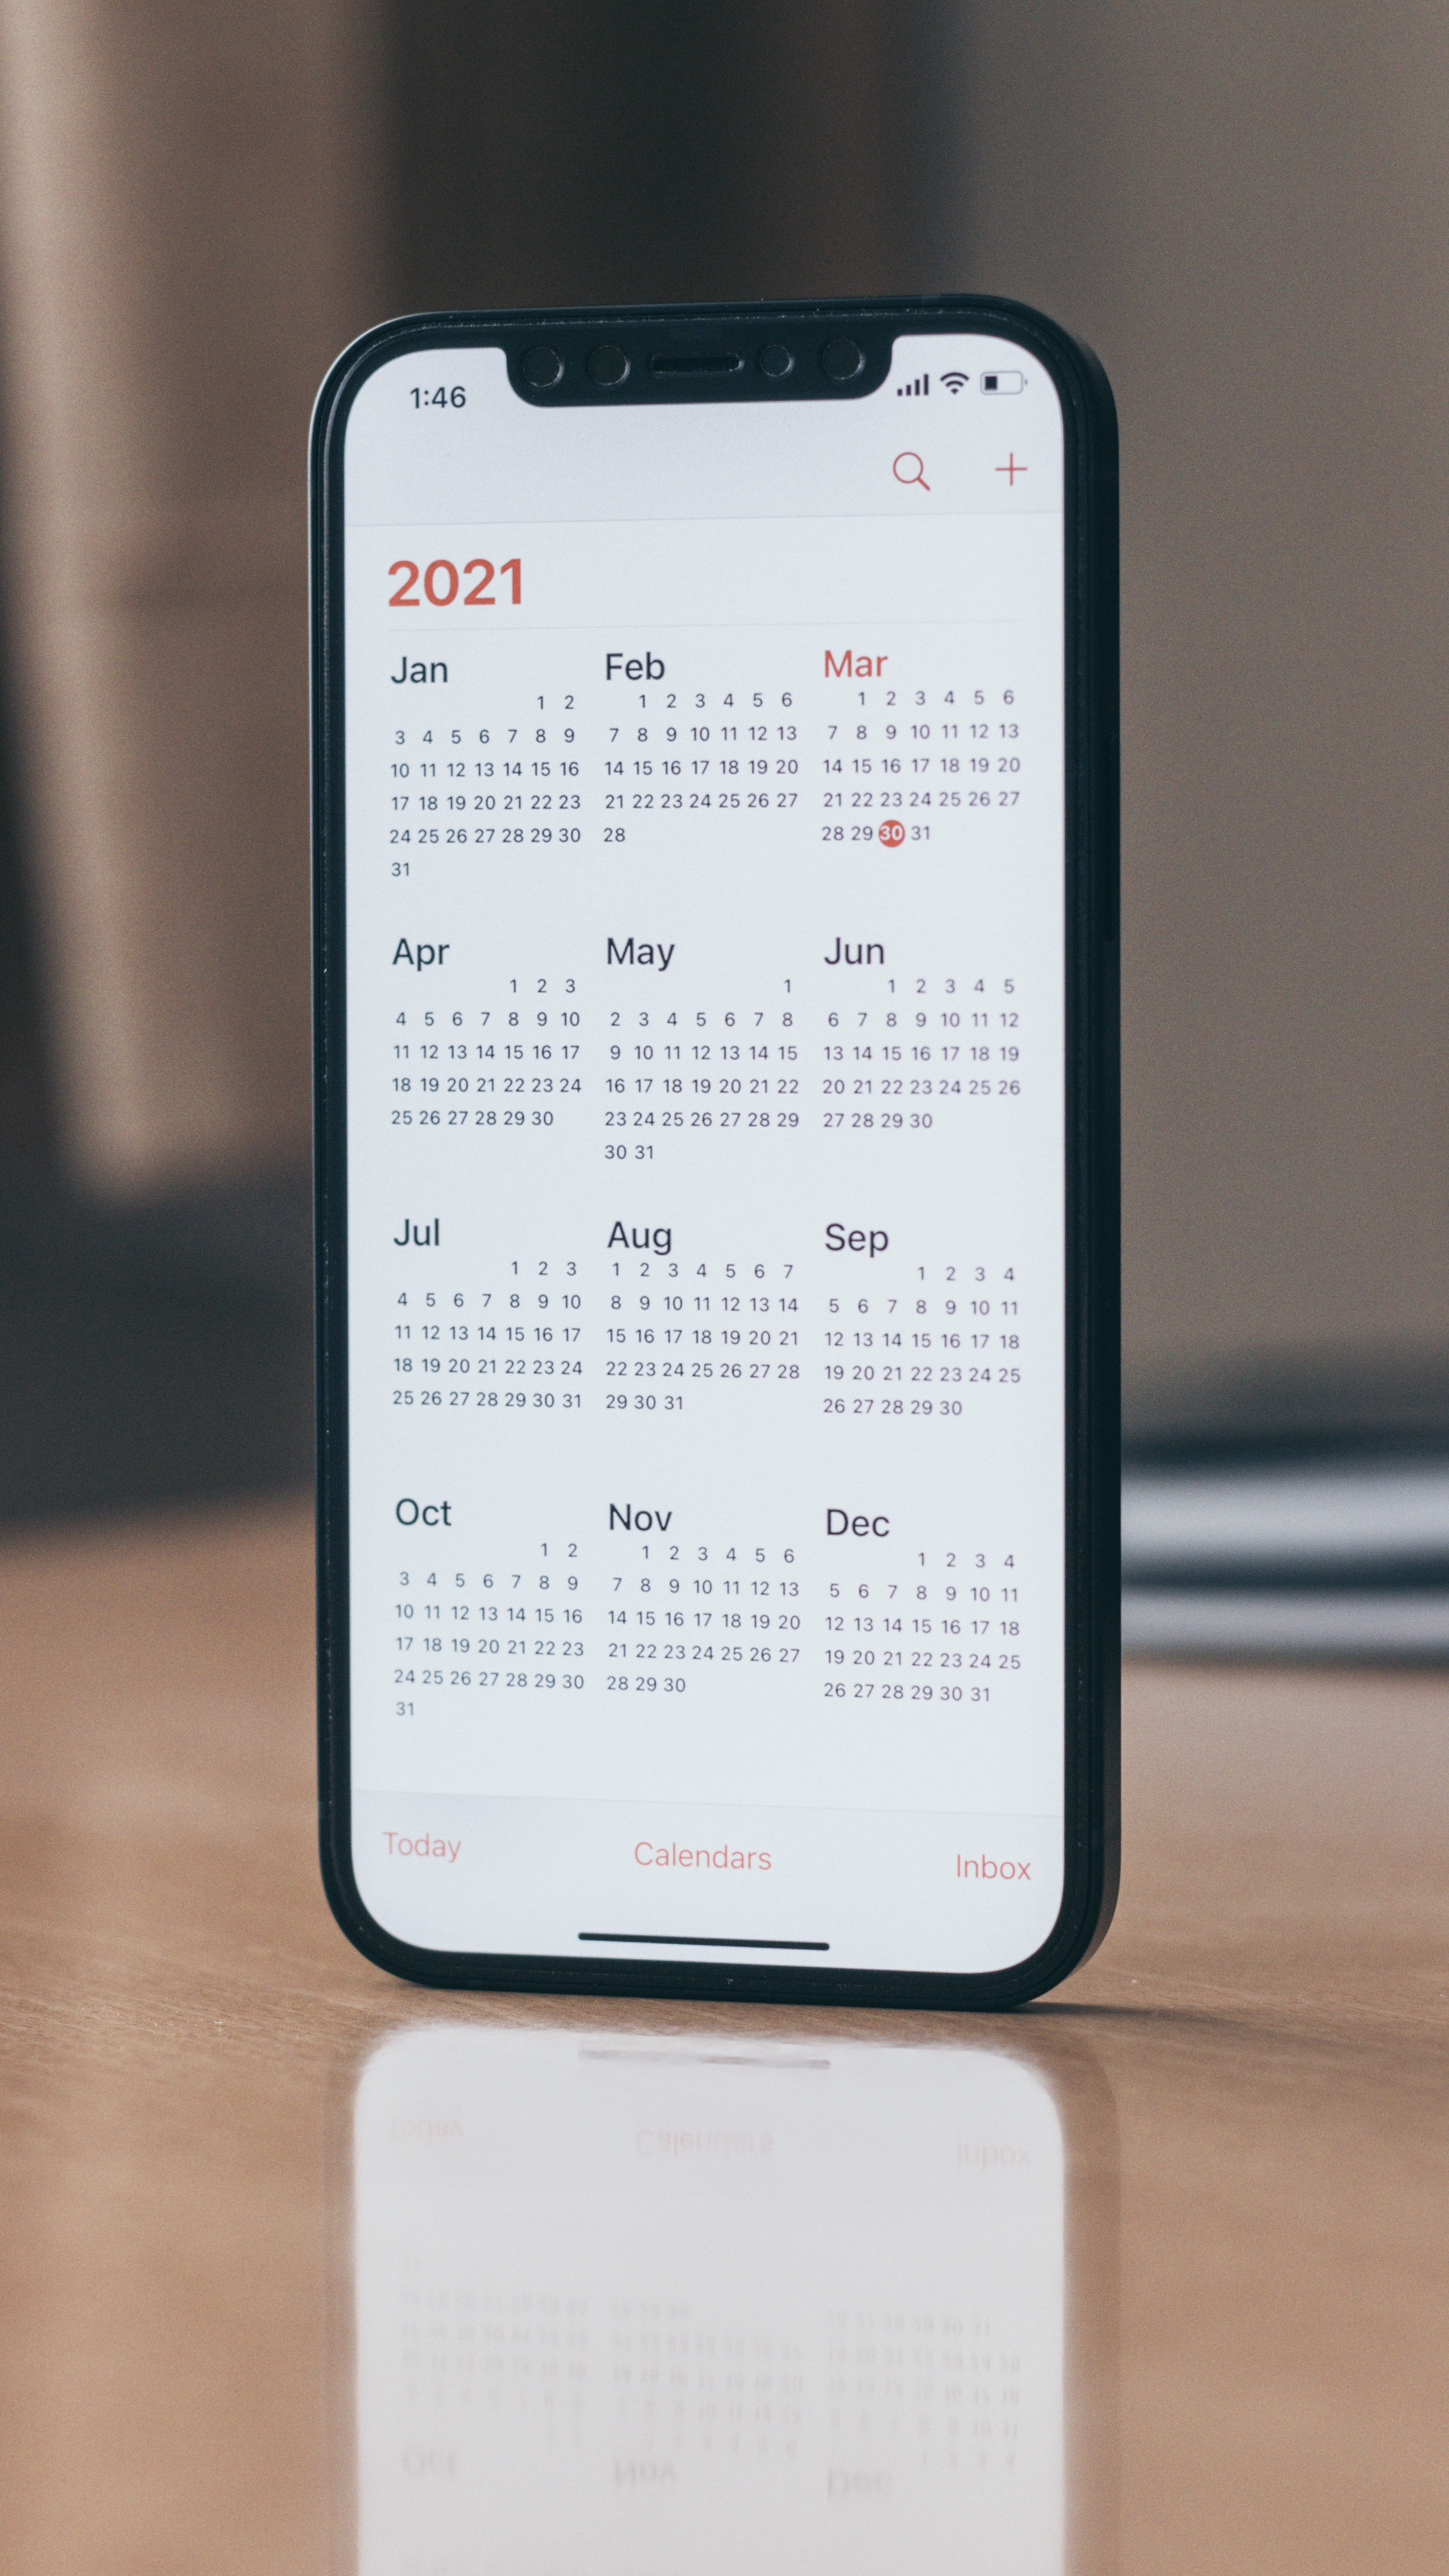 1:46
2021
Jan Feb Mar
1 2 1 2 3 4 5 6 1 2 3 4 5 6
3 4 5 6 7 8 9 7 8 9 10 11 12 13 7 8 9 10 11 12 13
10 11 12 13 14 15 16 14 15 16 17 18 19 20 14 15 16 17 18 19 20
17 18 19 20 21 22 23 21 22 23 24 25 26 27 21 22 23 24 25 26 27
24 25 26 27 28 29 30 28 28 29 30 31
31
Apr May Jun
1 2 3 1 1 2 3 4 5
4 5 6 7 8 9 10 2 3 4 5 6 7 8 6 7 8 9 10 11 12
11 12 13 14 15 16 17 9 10 11 12 13 14 15 13 14 15 16 17 18 19
18 19 20 21 22 23 24 16 17 18 19 20 21 22 20 21 22 23 24 25 26
25 26 27 28 29 30 23 24 25 26 27 28 29 27 28 29 30
30 31
Jul Aug Sep
1 2 3 1 2 3 4 5 6 7 1 2 3 4
4 5 6 7 8 9 10 8 9 10 11 12 13 14 5 6 7 8 9 10 11
11 12 13 14 15 16 17 15 16 17 18 19 20 21 12 13 14 15 16 17 18
18 19 20 21 22 23 24 22 23 24 25 26 27 28 19 20 21 22 23 24 25
25 26 27 28 29 30 31 29 30 31 26 27 28 29 30
Oct Nov Dec
1 2 1 2 3 4 5 6 1 2 3 4
3 4 5 6 7 8 9 7 8 9 10 11 12 13 5 6 7 8 9 10 11
10 11 12 13 14 15 16 14 15 16 17 18 19 20 12 13 14 15 16 17 18
17 18 19 20 21 22 23 21 22 23 24 25 26 27 19 20 21 22 23 24 25
24 25 26 27 28 29 30 28 29 30 26 27 28 29 30 31
31
Today Calendars Inbox